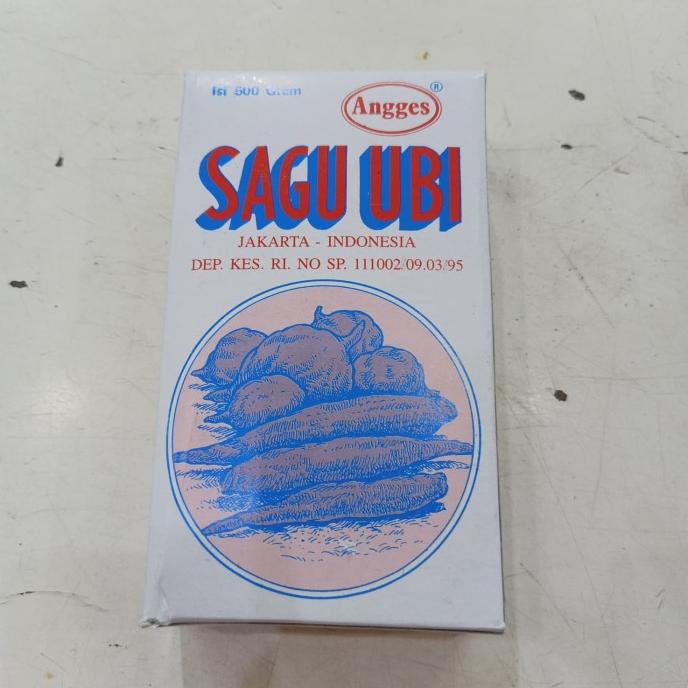 Isi 500 Gram
Angges ®
SAGU UBI
JAKARTA - INDONESIA
DEP. KES. RI. NO SP. 111002/09.03/95